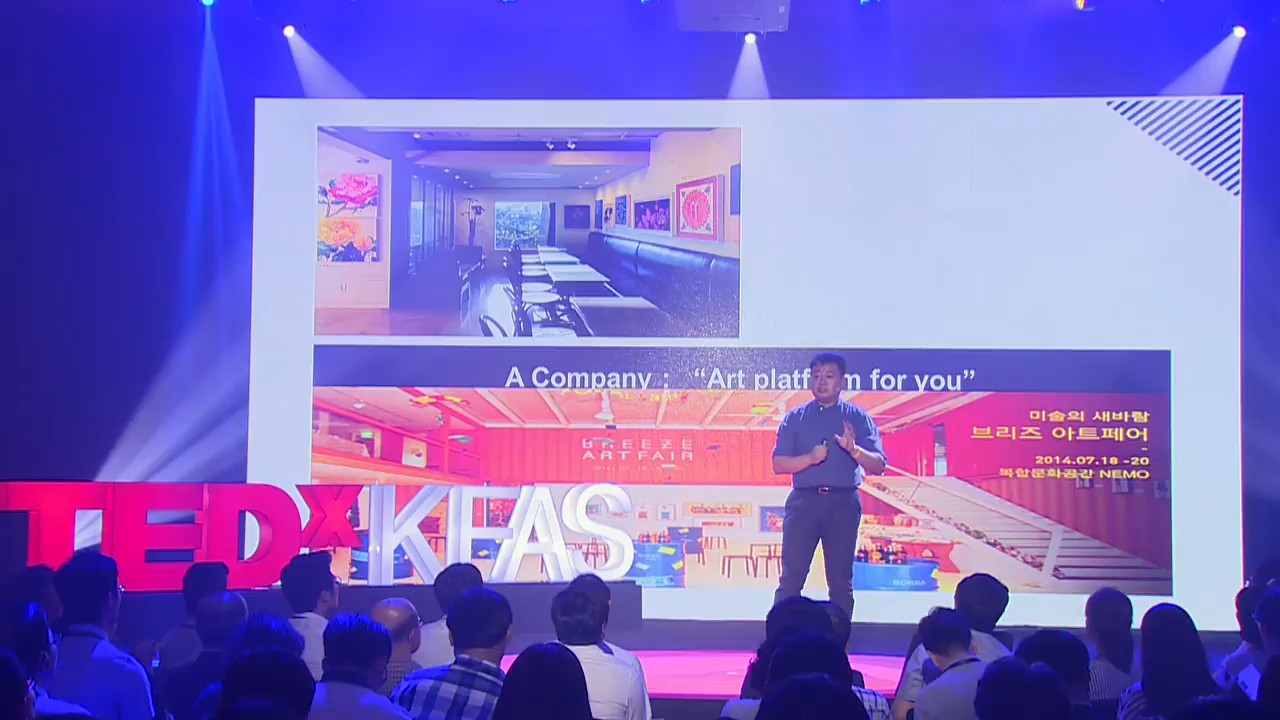 A Company : “Art platf m for you”
BREEZE
ART FAIR
미술의 새바람
브리즈 아트페어
2014.07.18 -20
복합문화공간 NEMO
TEDxKFAS